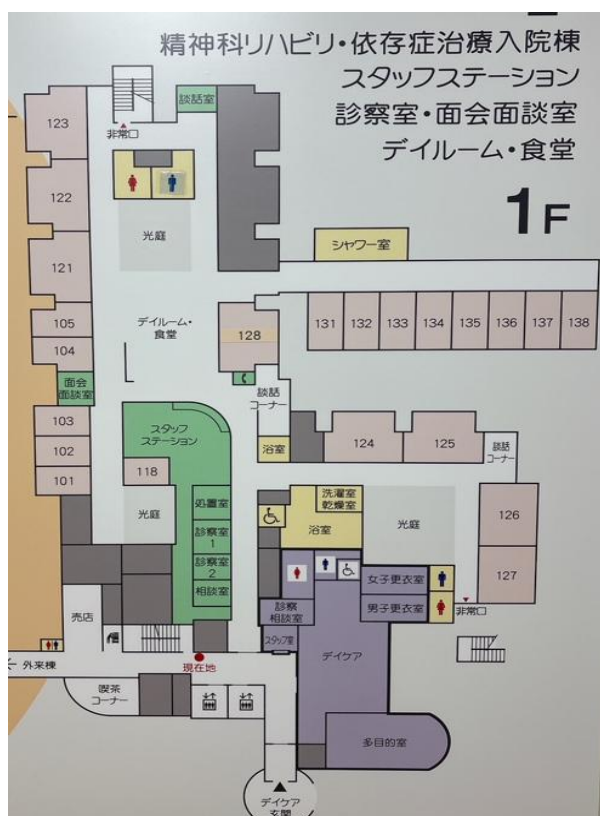 精神科リハビリ・依存症治療入院棟
スタッフステーション
診察室・面会面談室
デイルーム・食堂
1F
談話室
123
非常口
122
光庭
シャワー室
121
105
デイルーム・
食堂
128
131
132
133
134
135
136
137
138
104
面会
面談室
談話
コーナー
103
スタッフ
ステーション
124
125
談話
コーナー
102
浴室
118
101
処置室
洗濯室
乾燥室
126
光庭
浴室
光庭
診察室
1
診察室
2
127
女子更衣室
相談室
診察
相談室
男子更衣室
非常口
売店
スタッフ室
デイケア
外来棟
現在地
喫茶
コーナー
多目的室
デイケア
玄関